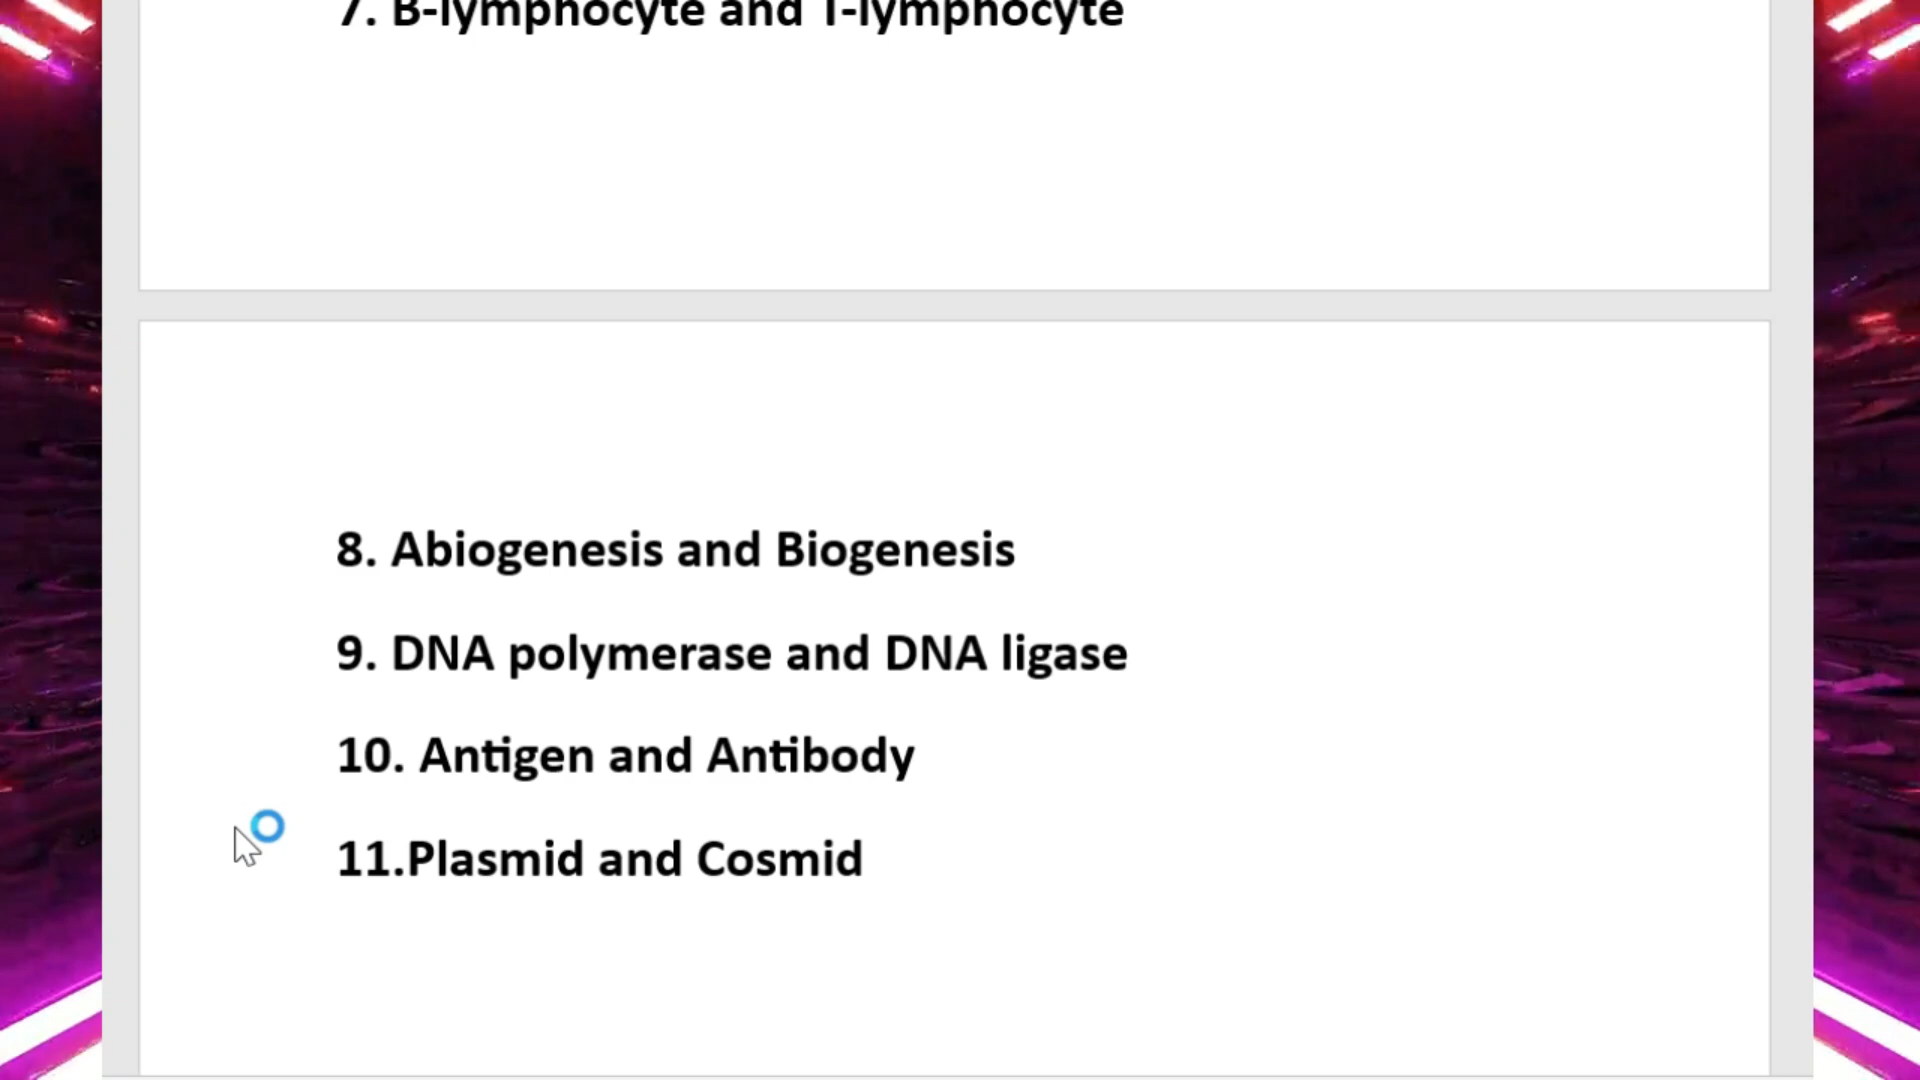 7. B-lymphocyte and T-lymphocyte
8. Abiogenesis and Biogenesis
9. DNA polymerase and DNA ligase
10. Antigen and Antibody
11.Plasmid and Cosmid